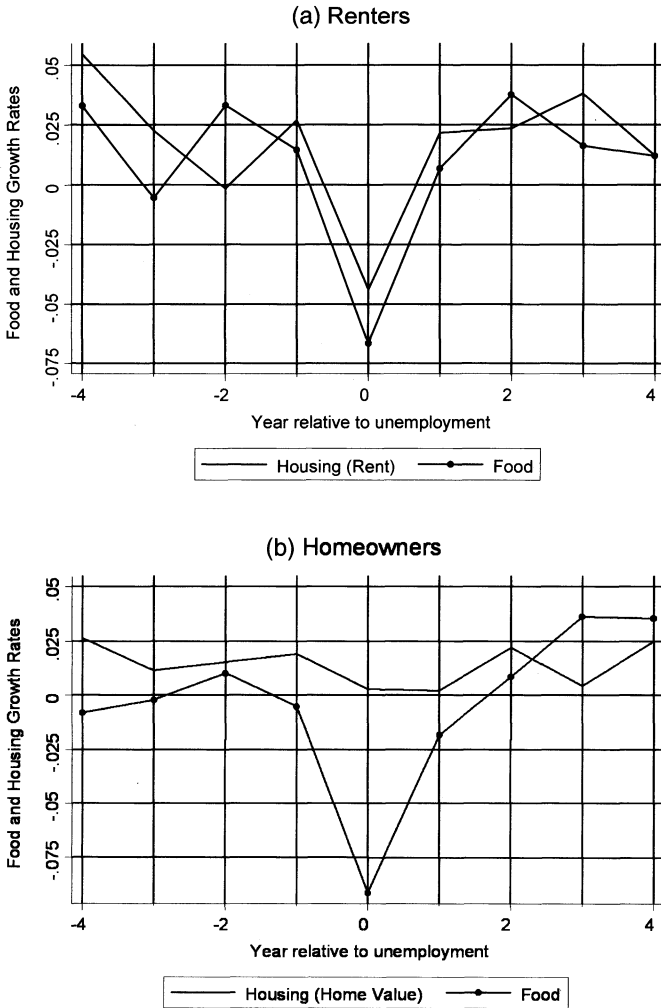 (a) Renters
Food and Housing Growth Rates
.05
.025
0
-.025
-.05
-.075
-4
-2
0
2
4
Year relative to unemployment
Housing (Rent)
Food
(b) Homeowners
Food and Housing Growth Rates
.05
.025
0
-.025
-.05
-.075
-4
-2
0
2
4
Year relative to unemployment
Housing (Home Value)
Food